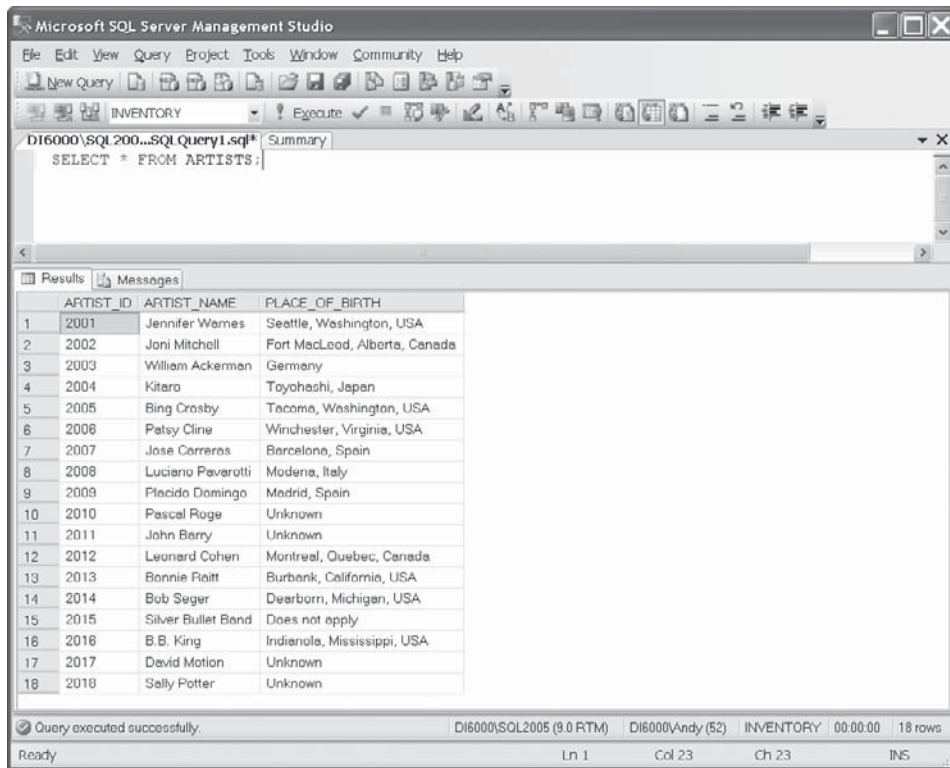 Microsoft SQL Server Management Studio
File Edit View Query Project Tools Window Community Help
New Query
INVENTORY Execute
DI6000\SQL200...SQLQuery1.sql* Summary
SELECT * FROM ARTISTS;
Results Messages
ARTIST_ID ARTIST_NAME PLACE_OF_BIRTH
1 2001 Jennifer Warnes Seattle, Washington, USA
2 2002 Joni Mitchell Fort MacLeod, Alberta, Canada
3 2003 William Ackerman Germany
4 2004 Kitaro Toyohashi, Japan
5 2005 Bing Crosby Tacoma, Washington, USA
6 2006 Patsy Cline Winchester, Virginia, USA
7 2007 Jose Carreras Barcelona, Spain
8 2008 Luciano Pavarotti Modena, Italy
9 2009 Placido Domingo Madrid, Spain
10 2010 Pascal Roge Unknown
11 2011 John Barry Unknown
12 2012 Leonard Cohen Montreal, Quebec, Canada
13 2013 Bonnie Raitt Burbank, California, USA
14 2014 Bob Seger Dearborn, Michigan, USA
15 2015 Silver Bullet Band Does not apply
16 2016 B.B. King Indianola, Mississippi, USA
17 2017 David Motion Unknown
18 2018 Sally Potter Unknown
Query executed successfully. DI6000\SQL2005 (9.0 RTM) DI6000\Andy (52) INVENTORY 00:00:00 18 rows
Ready Ln 1 Col 23 Ch 23 INS